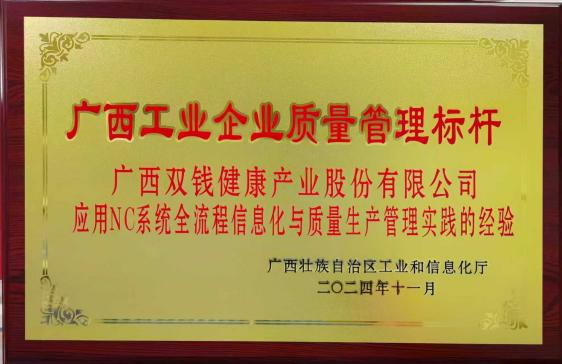 广西工业企业质量管理标杆
广西双钱健康产业股份有限公司
应用NC系统全流程信息化与质量生产管理实践的经验
广西壮族自治区工业和信息化厅
二〇二四年十一月